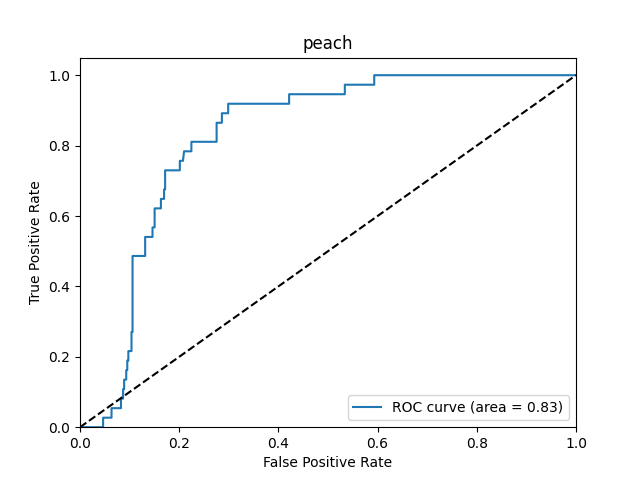 peach
True Positive Rate
1.0
0.8
0.6
0.4
0.2
0.0
ROC curve (area = 0.83)
0.0 0.2 0.4 0.6 0.8 1.0
False Positive Rate